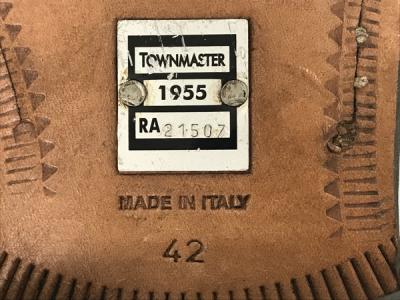 TOWNMASTER
1955
RA 21507
MADE IN ITALY
42